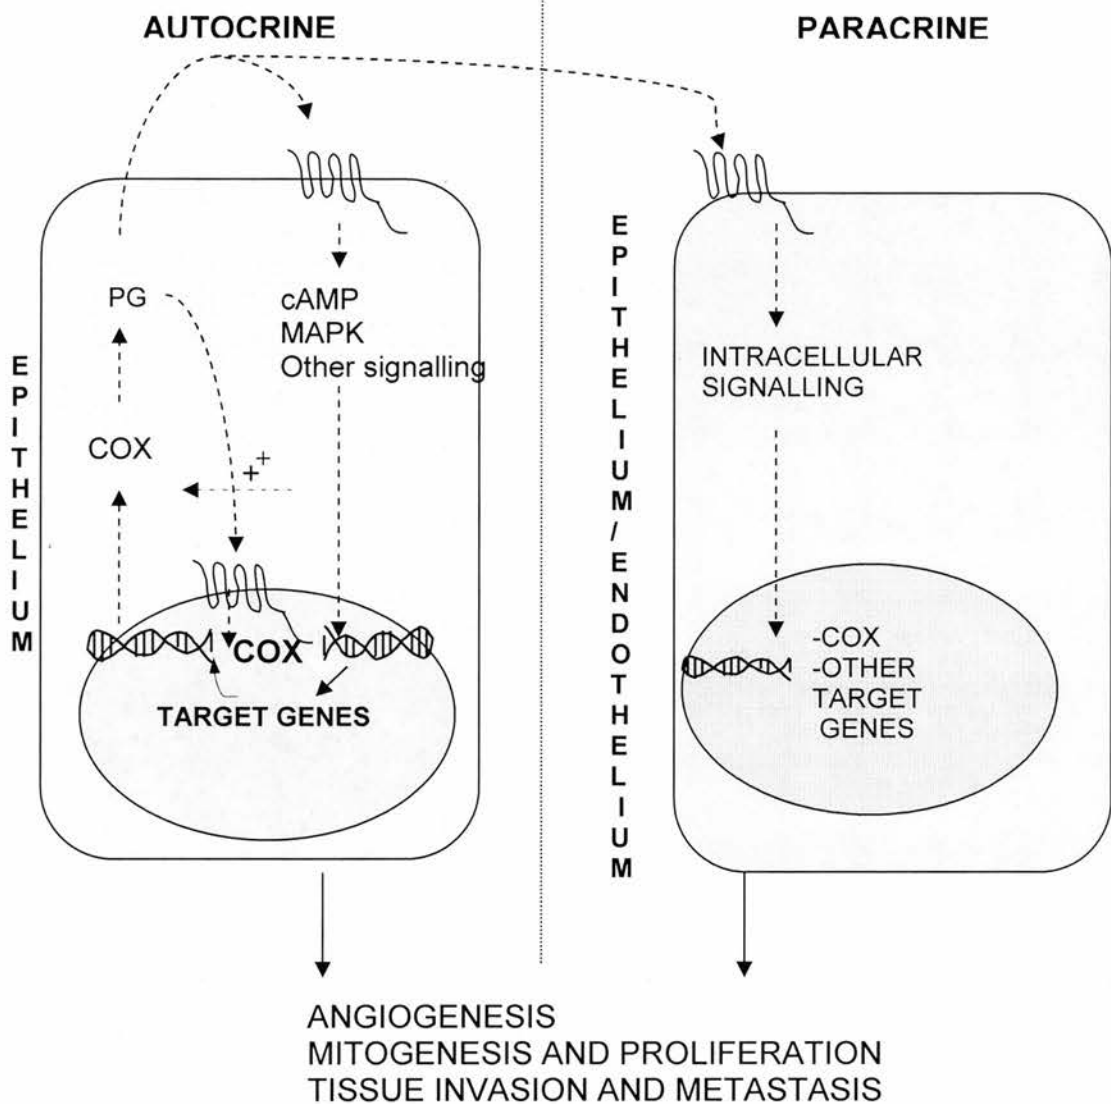 AUTOCRINE
PARACRINE
EPITHELIUM
PG
cAMP
MAPK
Other signalling
COX
++
COX
TARGET GENES
EPITHELIUM/ENDOTHELIUM
INTRACELLULAR
SIGNALLING
-COX
-OTHER
TARGET
GENES
ANGIOGENESIS
MITOGENESIS AND PROLIFERATION
TISSUE INVASION AND METASTASIS